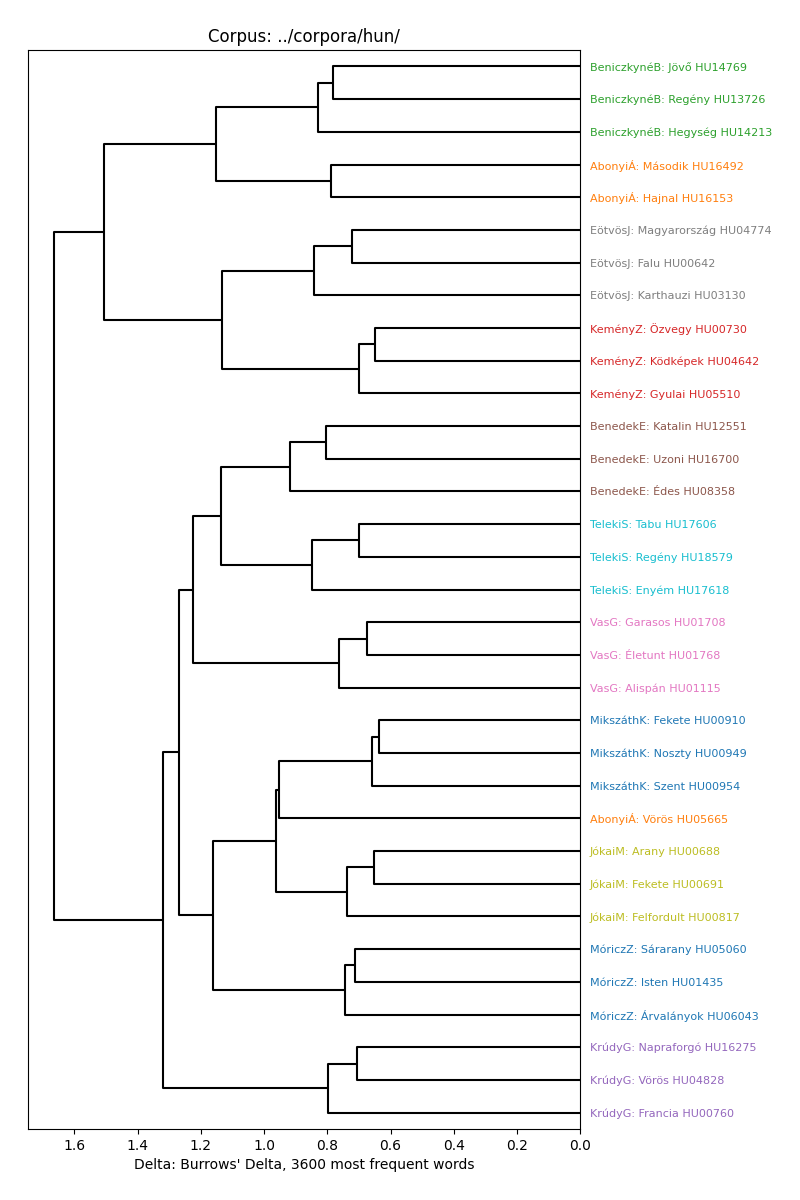 Corpus: ../corpora/hun/
BeniczkynéB: Jövő HU14769
BeniczkynéB: Regény HU13726
BeniczkynéB: Hegység HU14213
AbonyiÁ: Második HU16492
AbonyiÁ: Hajnal HU16153
EötvösJ: Magyarország HU04774
EötvösJ: Falu HU00642
EötvösJ: Karthauzi HU03130
KeményZ: Özvegy HU00730
KeményZ: Ködképek HU04642
KeményZ: Gyulai HU05510
BenedekE: Katalin HU12551
BenedekE: Uzoni HU16700
BenedekE: Édes HU08358
TelekiS: Tabu HU17606
TelekiS: Regény HU18579
TelekiS: Enyém HU17618
VasG: Garasos HU01708
VasG: Életunt HU01768
VasG: Alispán HU01115
MikszáthK: Fekete HU00910
MikszáthK: Noszty HU00949
MikszáthK: Szent HU00954
AbonyiÁ: Vörös HU05665
JókaiM: Arany HU00688
JókaiM: Fekete HU00691
JókaiM: Felfordult HU00817
MóriczZ: Sárarany HU05060
MóriczZ: Isten HU01435
MóriczZ: Árvalányok HU06043
KrúdyG: Napraforgó HU16275
KrúdyG: Vörös HU04828
KrúdyG: Francia HU00760
1.6 1.4 1.2 1.0 0.8 0.6 0.4 0.2 0.0
Delta: Burrows' Delta, 3600 most frequent words